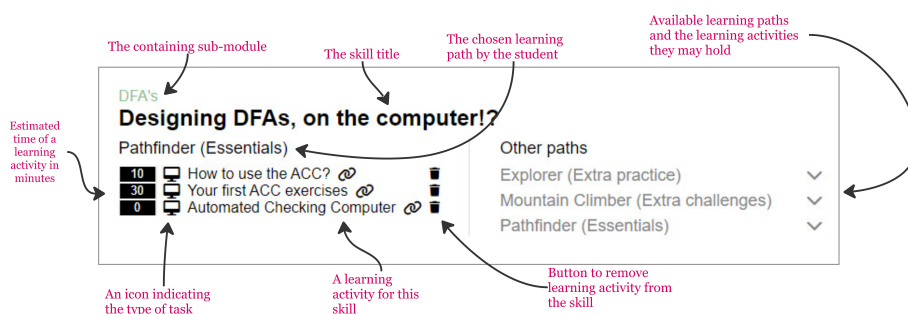 Available learning paths
and the learning activities
they may hold
The containing sub-module
The skill title
The chosen learning
path by the student
DFA's
Designing DFAs, on the computer!?
Estimated
time of a
learning
activity in
minutes
Pathfinder (Essentials)
10 How to use the ACC?
30 Your first ACC exercises
0 Automated Checking Computer
Other paths
Explorer (Extra practice)
Mountain Climber (Extra challenges)
Pathfinder (Essentials)
An icon indicating
the type of task
A learning
activity for this
skill
Button to remove
learning activity from
the skill